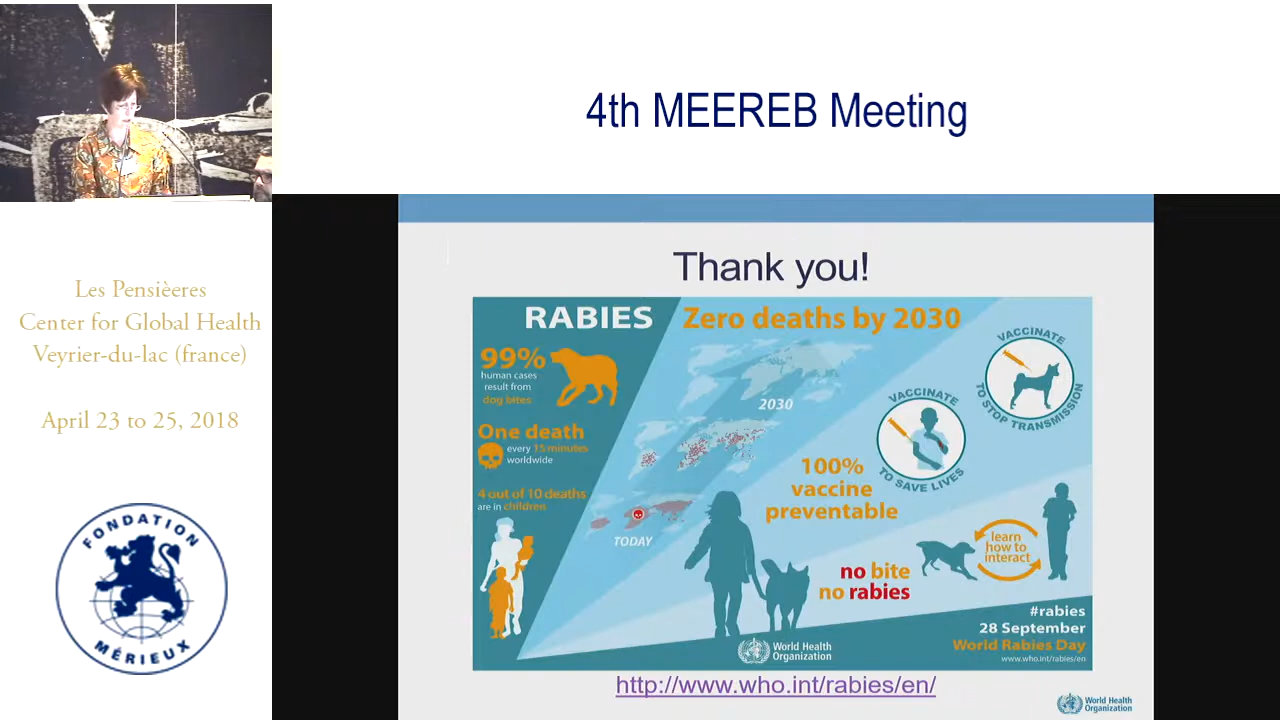 4th MEEREB Meeting
Les Pensièeres
Center for Global Health
Veyrier-du-lac (france)
April 23 to 25, 2018
FONDATION
MÉRIEUX
Thank you!
RABIES
Zero deaths by 2030
99%
human cases
result from
dog bites
One death
every 15 minutes
worldwide
4 out of 10 deaths
are in children
2030
TODAY
100%
vaccine
preventable
VACCINATE
TO SAVE LIVES
VACCINATE
TO STOP TRANSMISSION
learn
how to
interact
no bite
no rabies
#rabies
28 September
World Rabies Day
www.who.int/rabies/en
World Health
Organization
http://www.who.int/rabies/en/
World Health
Organization